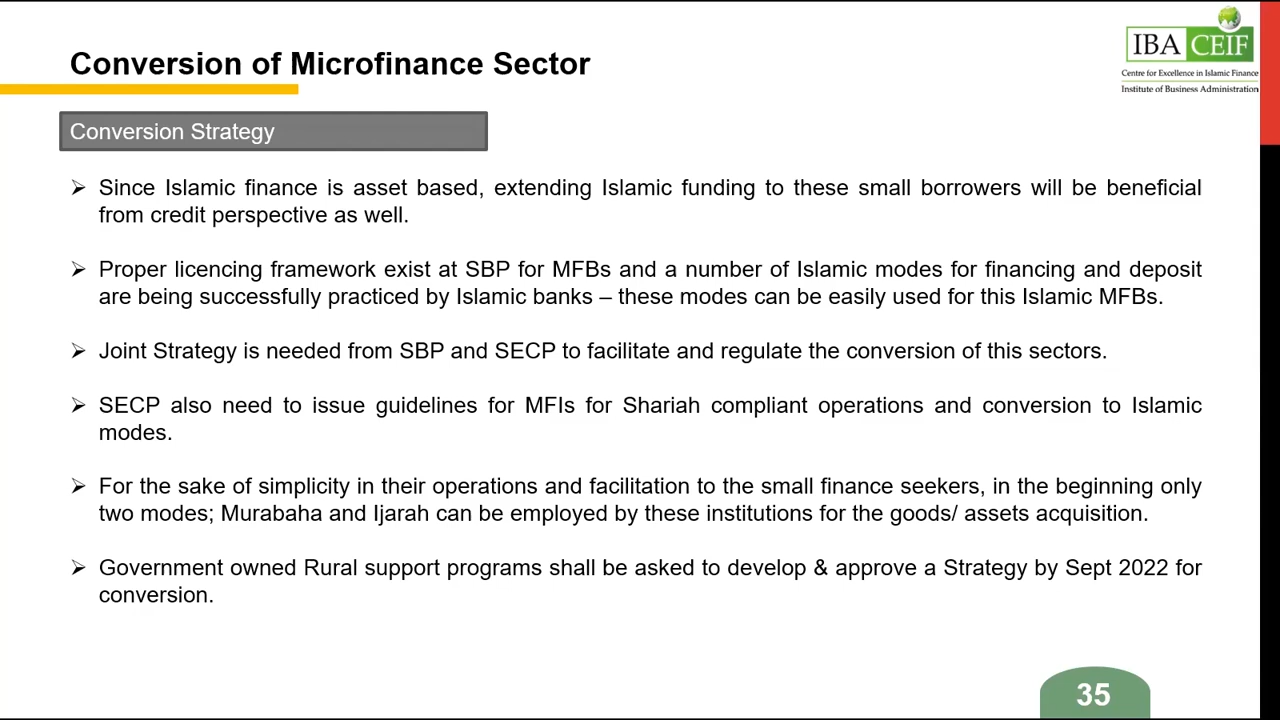 Conversion of Microfinance Sector
IBA CEIF
Centre for Excellence in Islamic Finance
Institute of Business Administration
Conversion Strategy
Since Islamic finance is asset based, extending Islamic funding to these small borrowers will be beneficial
from credit perspective as well.
Proper licencing framework exist at SBP for MFBs and a number of Islamic modes for financing and deposit
are being successfully practiced by Islamic banks – these modes can be easily used for this Islamic MFBs.
Joint Strategy is needed from SBP and SECP to facilitate and regulate the conversion of this sectors.
SECP also need to issue guidelines for MFIs for Shariah compliant operations and conversion to Islamic
modes.
For the sake of simplicity in their operations and facilitation to the small finance seekers, in the beginning only
two modes; Murabaha and Ijarah can be employed by these institutions for the goods/ assets acquisition.
Government owned Rural support programs shall be asked to develop & approve a Strategy by Sept 2022 for
conversion.
35